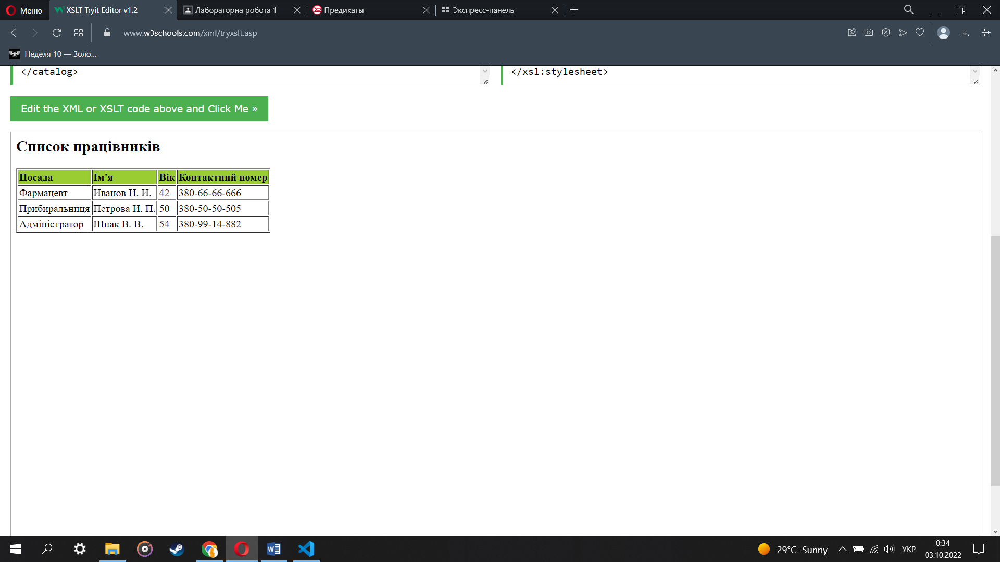 Меню
XSLT Tryit Editor v1.2
Лабораторна робота 1
Предикаты
Экспресс-панель
www.w3schools.com/xml/tryxslt.asp
Неделя 10 — Золо...
</catalog>
</xsl:stylesheet>
Edit the XML or XSLT code above and Click Me »
Список працівників
Посада Ім'я Вік Контактний номер
Фармацевт Иванов И. И. 42 380-66-66-666
Прибиральниця Петрова И. П. 50 380-50-50-505
Адміністратор Шпак В. В. 54 380-99-14-882
29°C Sunny
УКР
0:34
03.10.2022